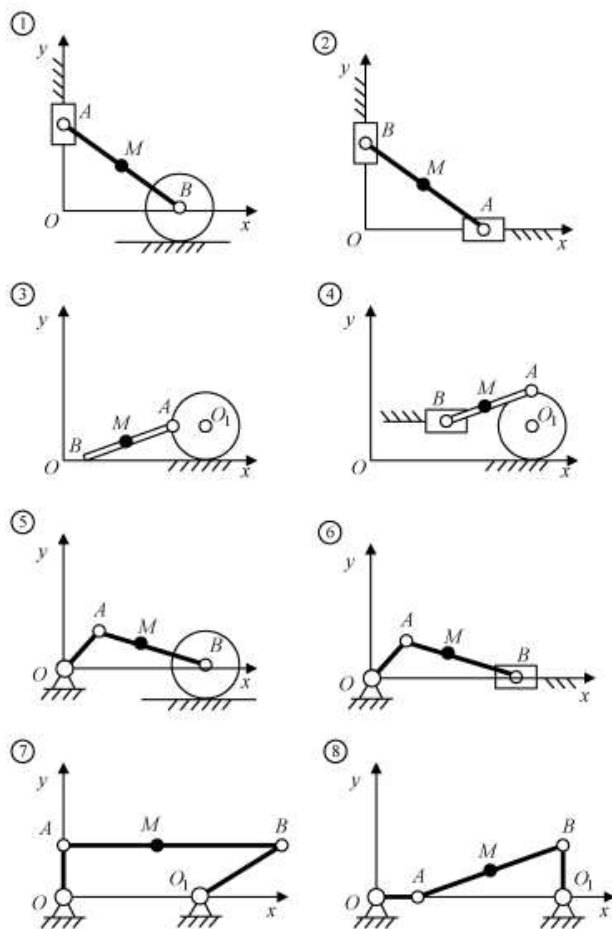 ① ②
y A M B O x
y B M A O x
③ ④
y B M A O₁ O x
y B M A O₁ O x
⑤ ⑥
y A M B O x
y A M B O x
⑦ ⑧
y A M B O O₁ x
y A M B O O₁ x